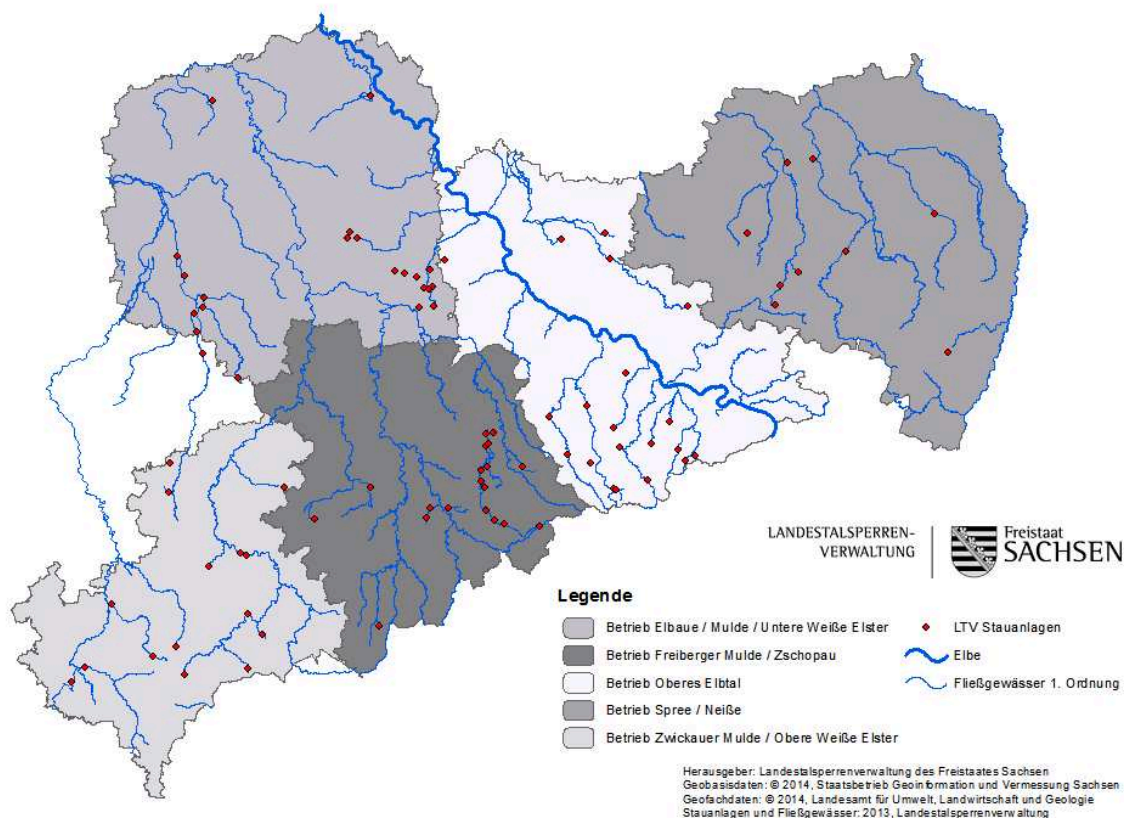 LANDESTALSPERREN-
VERWALTUNG
Freistaat
SACHSEN
Legende
Betrieb Elbaue / Mulde / Untere Weiße Elster
Betrieb Freiberger Mulde / Zschopau
Betrieb Oberes Elbtal
Betrieb Spree / Neiße
Betrieb Zwickauer Mulde / Obere Weiße Elster
LTV Stauanlagen
Elbe
Fließgewässer 1. Ordnung
Herausgeber: Landestalsperrenverwaltung des Freistaates Sachsen
Geobasisdaten: © 2014, Staatsbetrieb Geoinformation und Vermessung Sachsen
Geofachdaten: © 2014, Landesamt für Umwelt, Landwirtschaft und Geologie
Stauanlagen und Fließgewässer: 2013, Landestalsperrenverwaltung